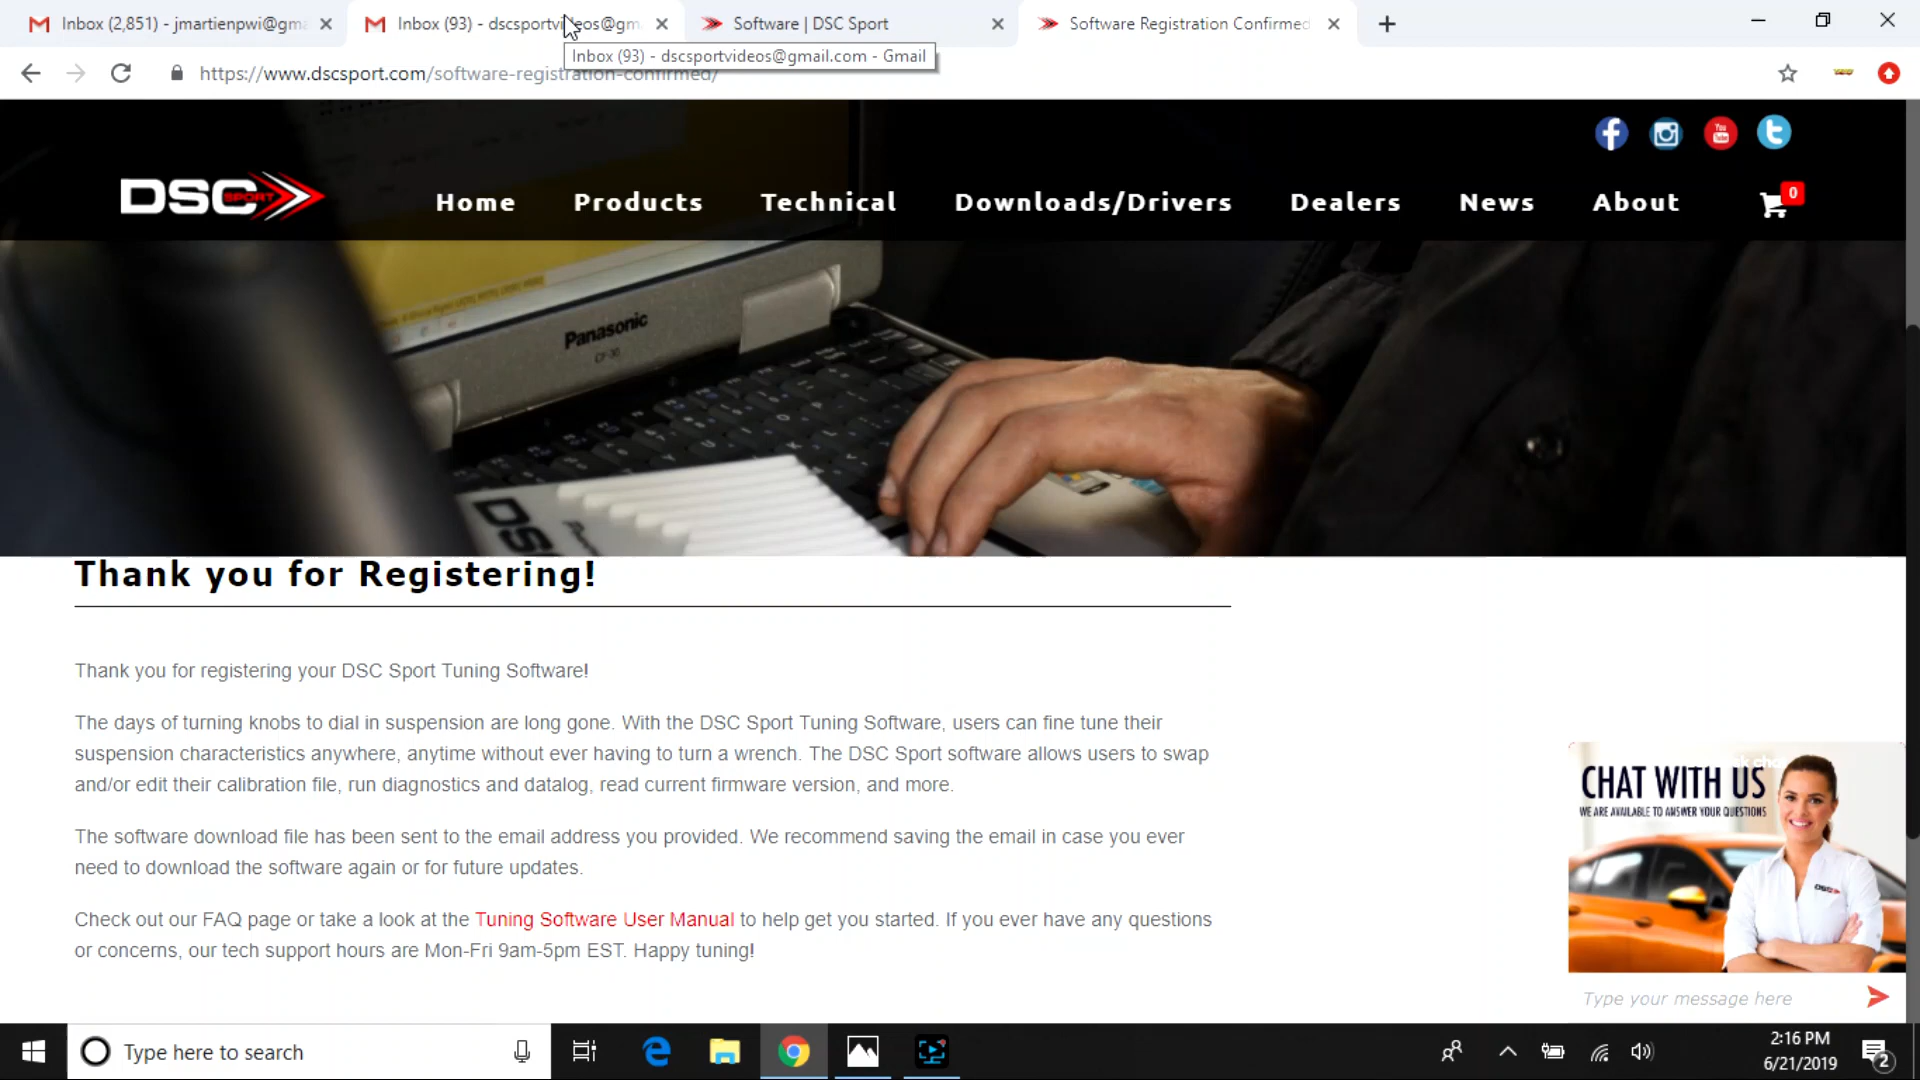 Inbox (2,851) - jmartienpwi@gma
Inbox (93) - dscsportvideos@gm
Software | DSC Sport
Software Registration Confirmed
Inbox (93) - dscsportvideos@gmail.com - Gmail
https://www.dscsport.com/software-registration-confirmed/
DSC SPORT
Home
Products
Technical
Downloads/Drivers
Dealers
News
About
0
You Tube
Panasonic
CF-30
DSC
Thank you for Registering!
Thank you for registering your DSC Sport Tuning Software!
The days of turning knobs to dial in suspension are long gone. With the DSC Sport Tuning Software, users can fine tune their
suspension characteristics anywhere, anytime without ever having to turn a wrench. The DSC Sport software allows users to swap
and/or edit their calibration file, run diagnostics and datalog, read current firmware version, and more.
The software download file has been sent to the email address you provided. We recommend saving the email in case you ever
need to download the software again or for future updates.
Check out our FAQ page or take a look at the Tuning Software User Manual to help get you started. If you ever have any questions
or concerns, our tech support hours are Mon-Fri 9am-5pm EST. Happy tuning!
CHAT WITH US
WE ARE AVAILABLE TO ANSWER YOUR QUESTIONS
DSC
Type your message here
Type here to search
2:16 PM
6/21/2019
2